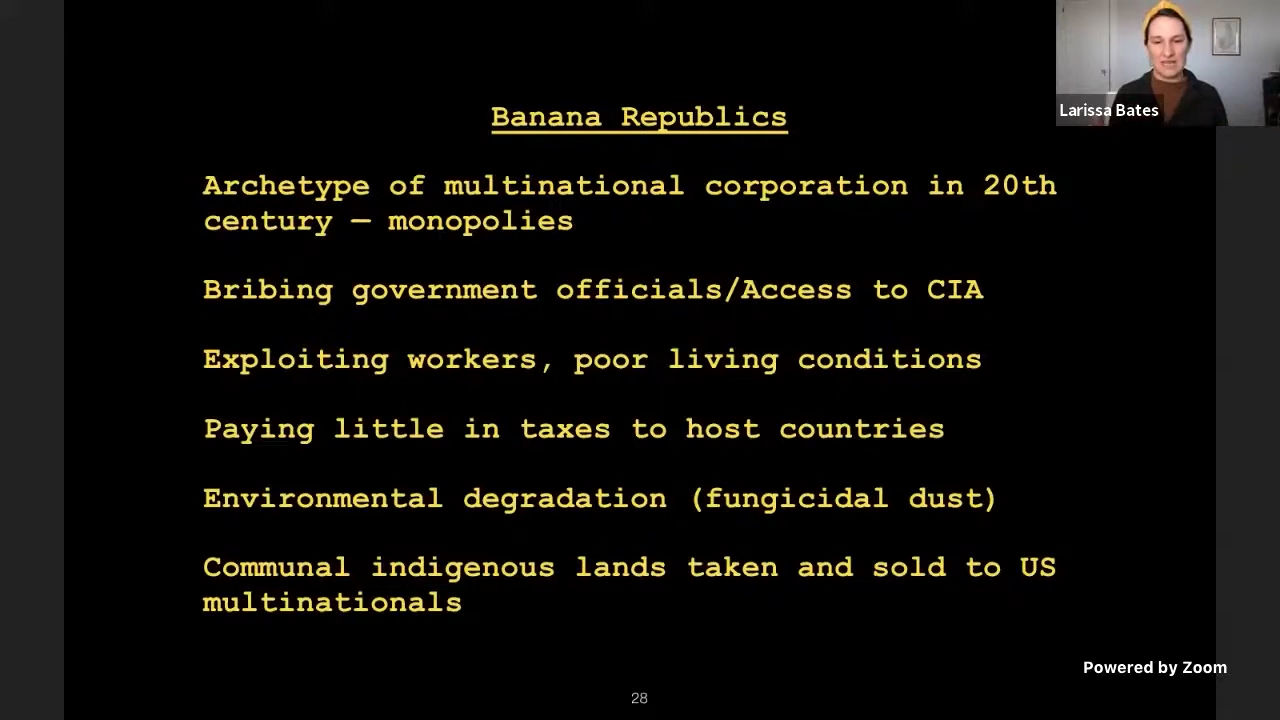 Larissa Bates
Banana Republics
Archetype of multinational corporation in 20th
century — monopolies
Bribing government officials/Access to CIA
Exploiting workers, poor living conditions
Paying little in taxes to host countries
Environmental degradation (fungicidal dust)
Communal indigenous lands taken and sold to US
multinationals
Powered by Zoom
28